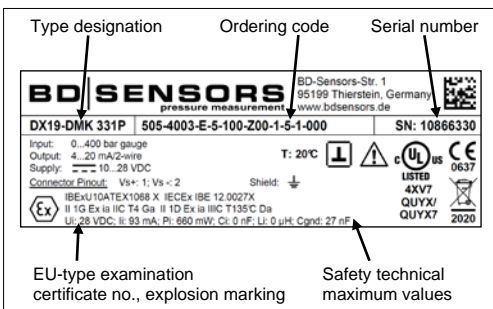 Type designation Ordering code Serial number
BD SENSORS
pressure measurement
BD-Sensors-Str. 1
95199 Thierstein, Germany
www.bdsensors.de
DX19-DMK 331P 505-4003-E-5-100-Z00-1-5-1-000 SN: 10866330
Input: 0...400 bar gauge
Output: 4...20 mA/2-wire
Supply: 10...28 VDC
T: 20°C
Connector Pinout: Vs+: 1; Vs-: 2 Shield:
c UL us
LISTED
4XV7
QUYX/
QUYX7
CE
0637
2020
Ex
IBExU10ATEX1068 X IECEx IBE 12.0027X
II 1G Ex ia IIC T4 Ga II 1D Ex ia IIIC T135°C Da
Ui: 28 VDC; Ii: 93 mA; Pi: 660 mW; Ci: 0 nF; Li: 0 µH; Cgnd: 27 nF
EU-type examination
certificate no., explosion marking
Safety technical
maximum values